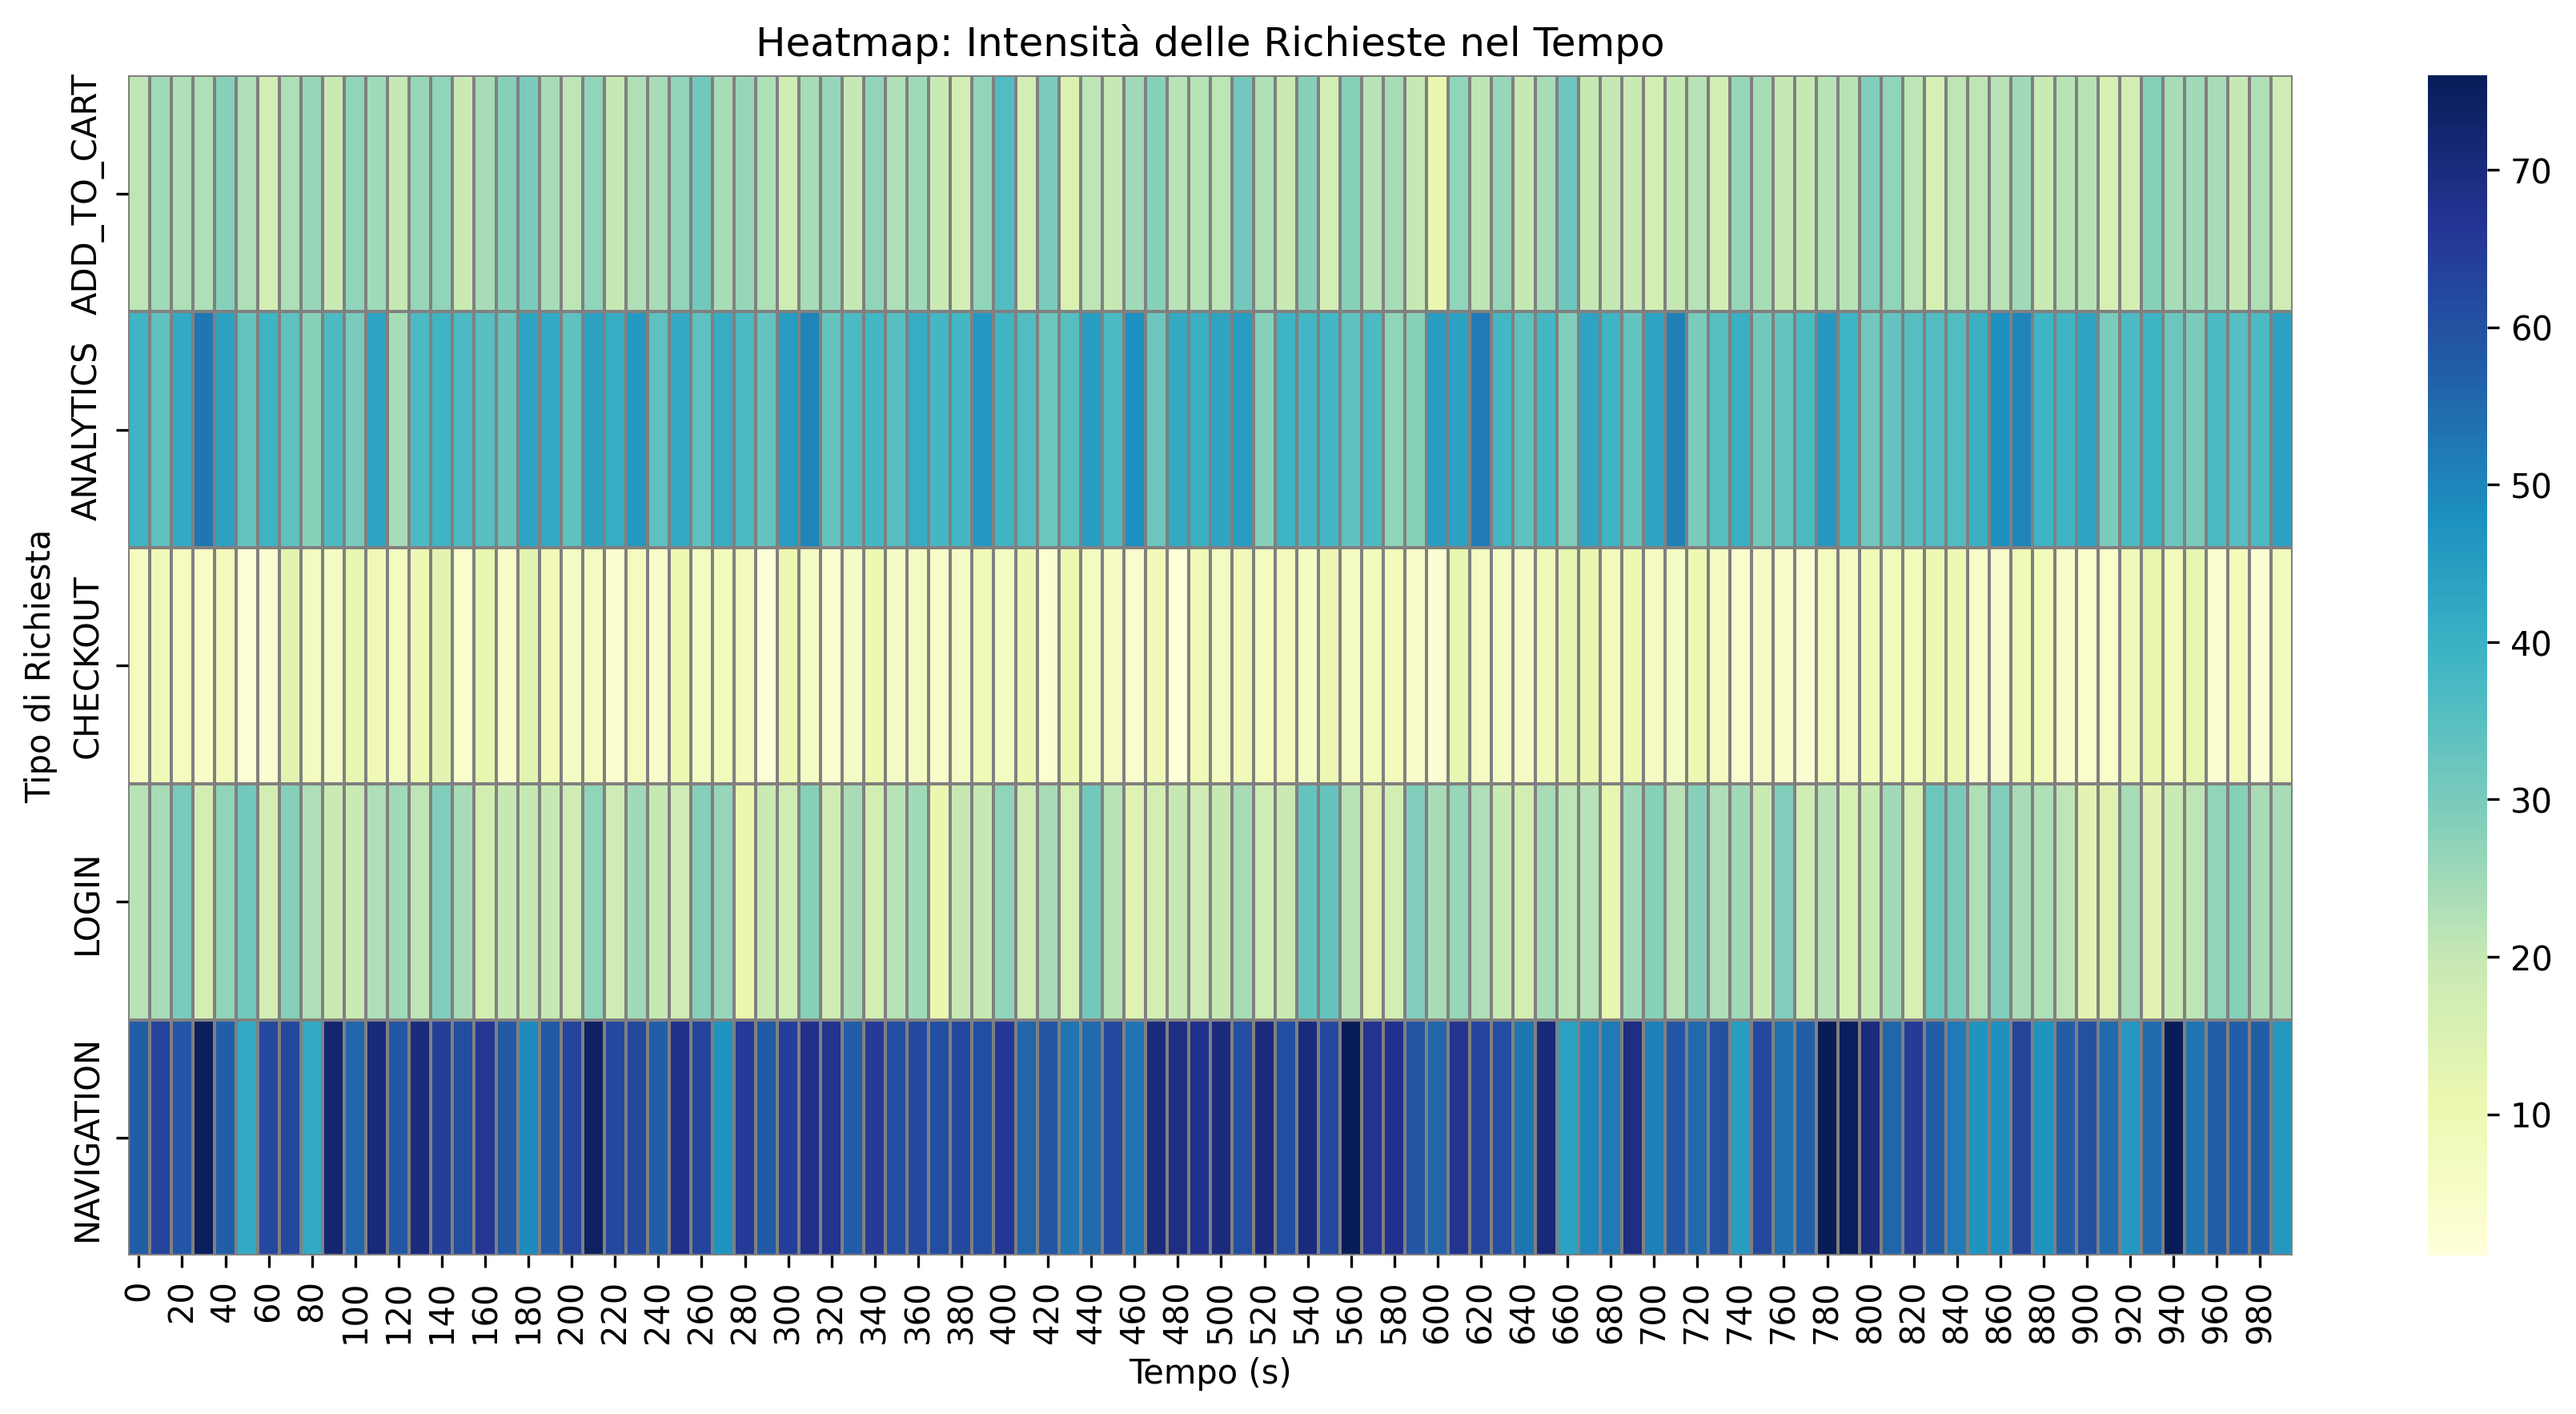 Heatmap: Intensità delle Richieste nel Tempo
Tipo di Richiesta
ADD_TO_CART
ANALYTICS
CHECKOUT
LOGIN
NAVIGATION
0 20 40 60 80 100 120 140 160 180 200 220 240 260 280 300 320 340 360 380 400 420 440 460 480 500 520 540 560 580 600 620 640 660 680 700 720 740 760 780 800 820 840 860 880 900 920 940 960 980
Tempo (s)
70
60
50
40
30
20
10